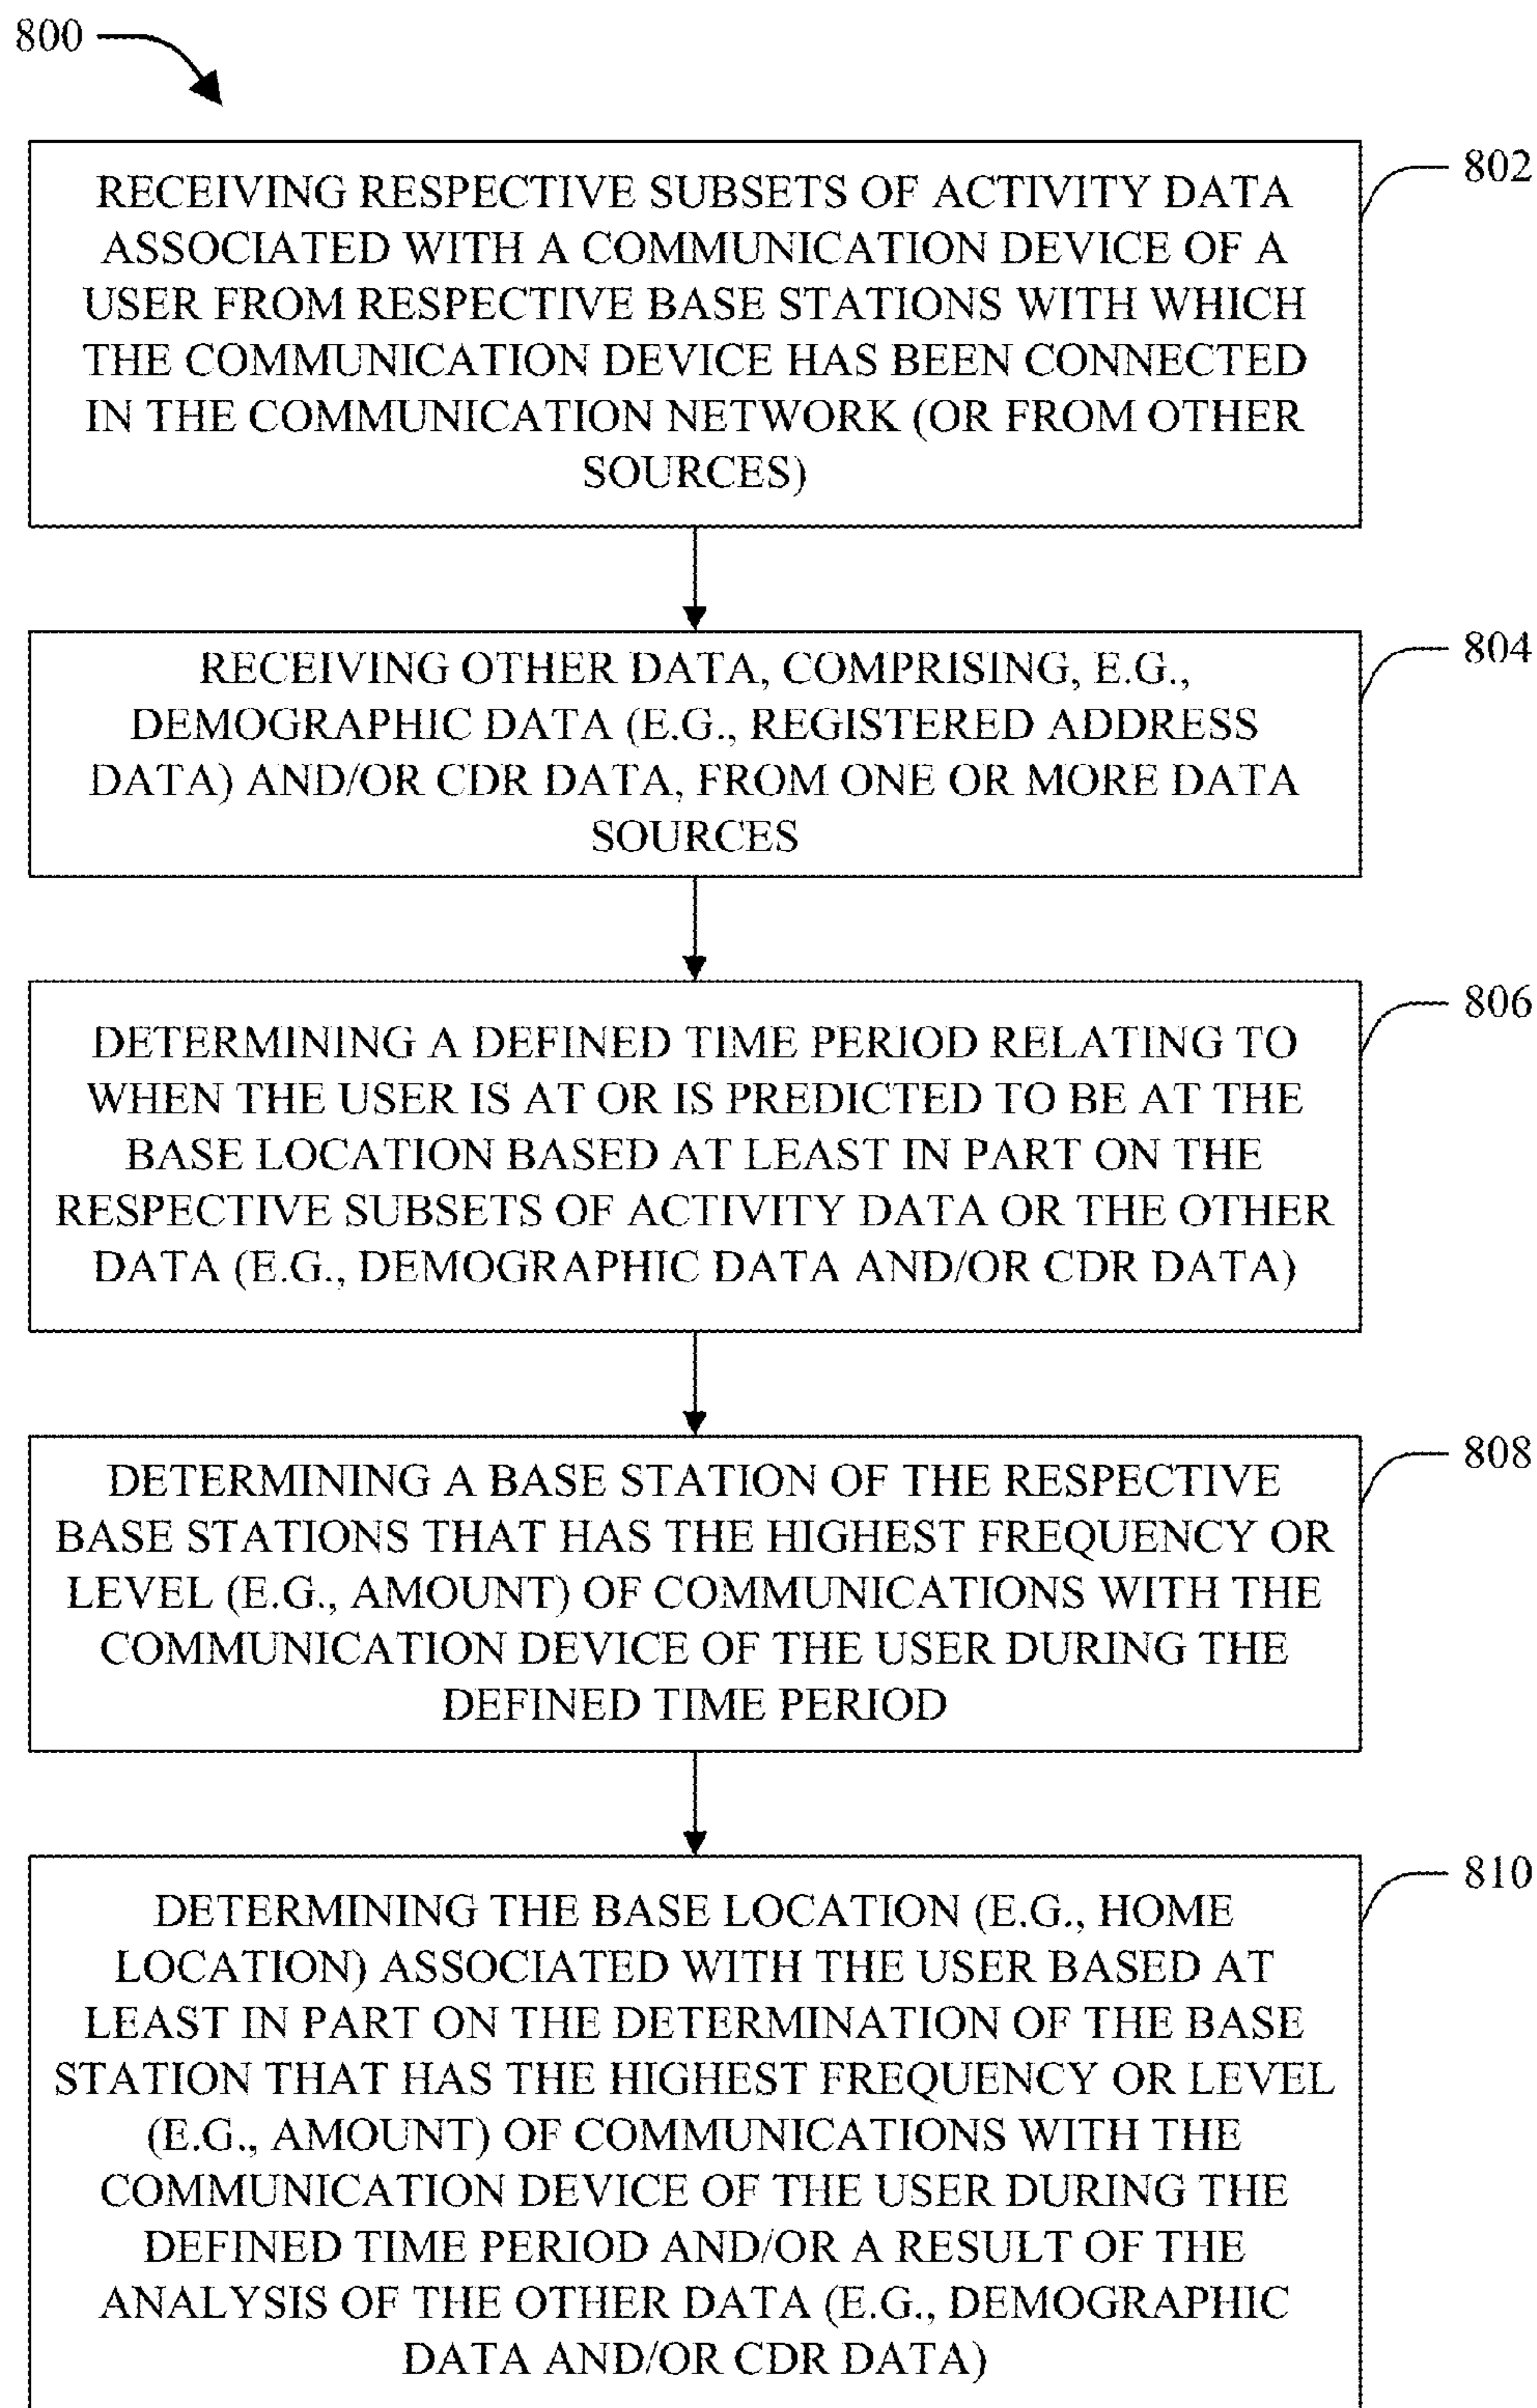 800
802
RECEIVING RESPECTIVE SUBSETS OF ACTIVITY DATA
ASSOCIATED WITH A COMMUNICATION DEVICE OF A
USER FROM RESPECTIVE BASE STATIONS WITH WHICH
THE COMMUNICATION DEVICE HAS BEEN CONNECTED
IN THE COMMUNICATION NETWORK (OR FROM OTHER
SOURCES)
804
RECEIVING OTHER DATA, COMPRISING, E.G.,
DEMOGRAPHIC DATA (E.G., REGISTERED ADDRESS
DATA) AND/OR CDR DATA, FROM ONE OR MORE DATA
SOURCES
806
DETERMINING A DEFINED TIME PERIOD RELATING TO
WHEN THE USER IS AT OR IS PREDICTED TO BE AT THE
BASE LOCATION BASED AT LEAST IN PART ON THE
RESPECTIVE SUBSETS OF ACTIVITY DATA OR THE OTHER
DATA (E.G., DEMOGRAPHIC DATA AND/OR CDR DATA)
808
DETERMINING A BASE STATION OF THE RESPECTIVE
BASE STATIONS THAT HAS THE HIGHEST FREQUENCY OR
LEVEL (E.G., AMOUNT) OF COMMUNICATIONS WITH THE
COMMUNICATION DEVICE OF THE USER DURING THE
DEFINED TIME PERIOD
810
DETERMINING THE BASE LOCATION (E.G., HOME
LOCATION) ASSOCIATED WITH THE USER BASED AT
LEAST IN PART ON THE DETERMINATION OF THE BASE
STATION THAT HAS THE HIGHEST FREQUENCY OR LEVEL
(E.G., AMOUNT) OF COMMUNICATIONS WITH THE
COMMUNICATION DEVICE OF THE USER DURING THE
DEFINED TIME PERIOD AND/OR A RESULT OF THE
ANALYSIS OF THE OTHER DATA (E.G., DEMOGRAPHIC
DATA AND/OR CDR DATA)